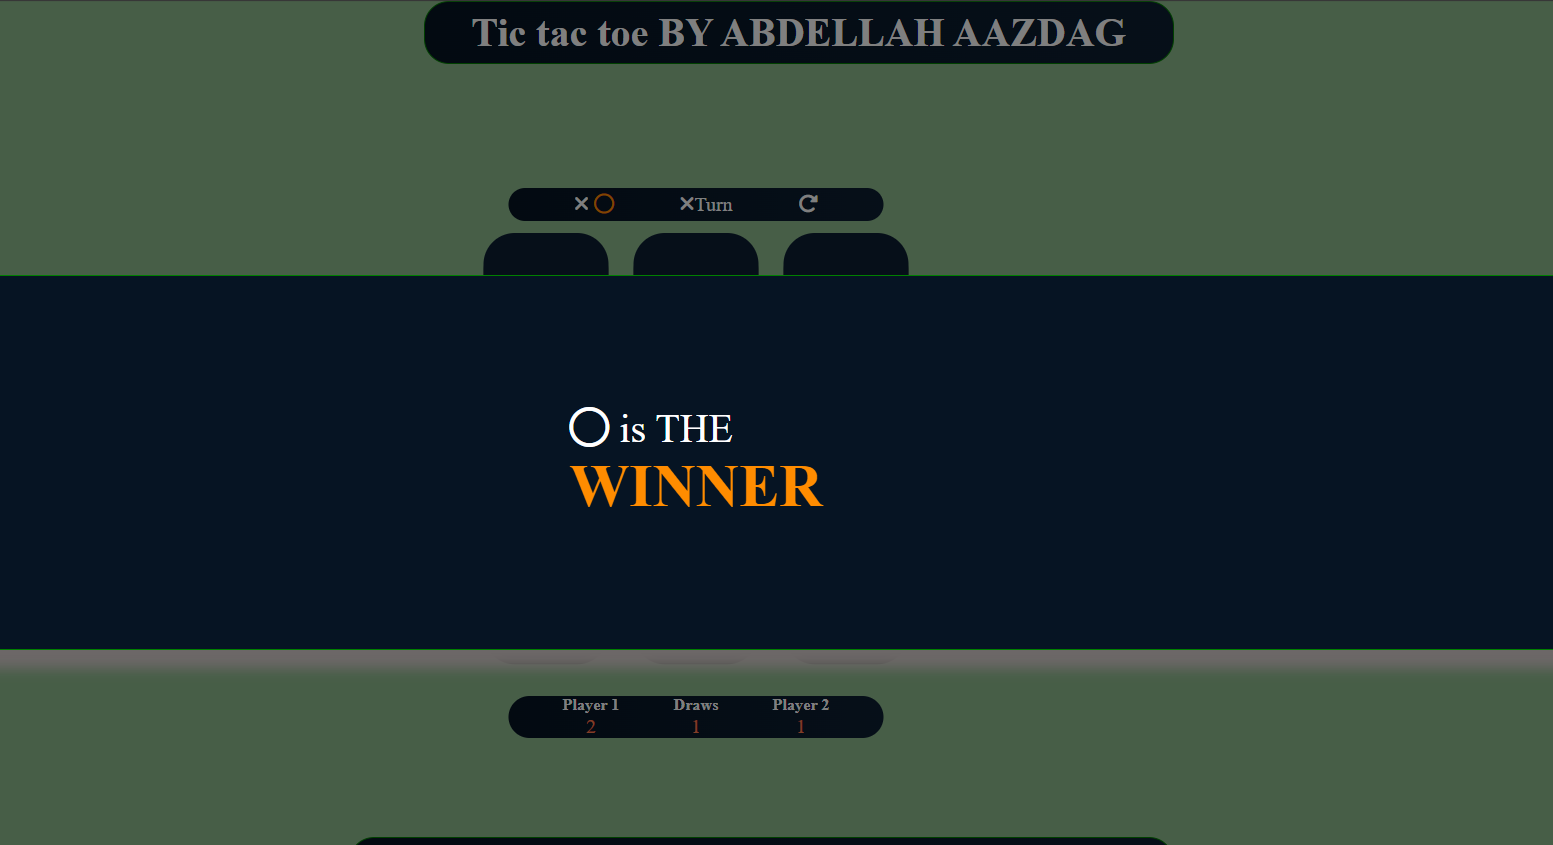 Tic tac toe BY ABDELLAH AAZDAG
Turn
is THE
WINNER
Player 1 Draws Player 2
2 1 1